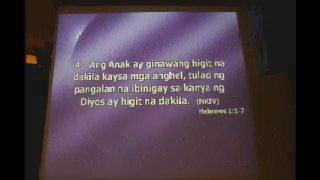 4 Ang Anak ay ginawang higit na
dakila kaysa mga anghel, tulad ng
pangalan na ibinigay sa kanya ng
Diyos ay higit na dakila. (NKJV)
Hebrews 1:1-7